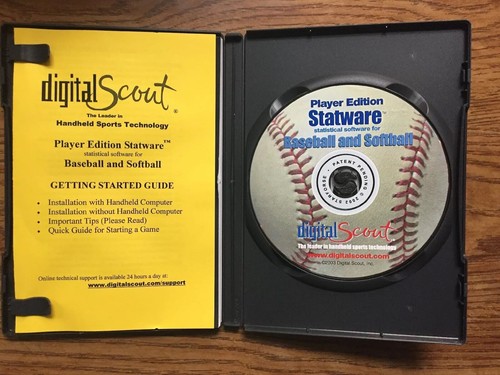 digitalScout
©
The Leader in
Handheld Sports Technology
Player Edition Statware™
statistical software for
Baseball and Softball
GETTING STARTED GUIDE
• Installation with Handheld Computer
• Installation without Handheld Computer
• Important Tips (Please Read)
• Quick Guide for Starting a Game
Online technical support is available 24 hours a day at:
www.digitalscout.com/support
Player Edition
Statware™
statistical software for
Baseball and Softball
PATENT PENDING
digitalScout
The leader in handheld sports technology
www.digitalscout.com
©2003 Digital Scout, Inc.